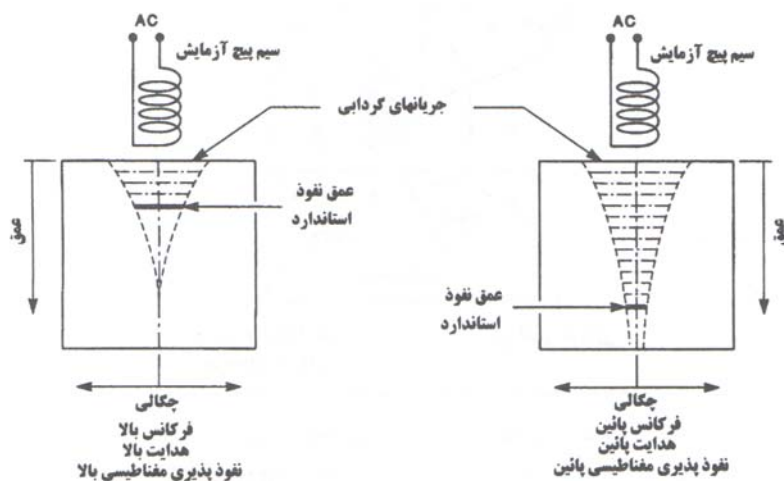 AC
AC
سیم پیچ آزمایش
سیم پیچ آزمایش
جریانهای گردابی
عمق
عمق
عمق نفوذ
استاندارد
عمق نفوذ
استاندارد
چگالی
فرکانس پائین
هدایت پائین
نفوذ پذیری مغناطیسی پائین
چگالی
فرکانس بالا
هدایت بالا
نفوذ پذیری مغناطیسی بالا